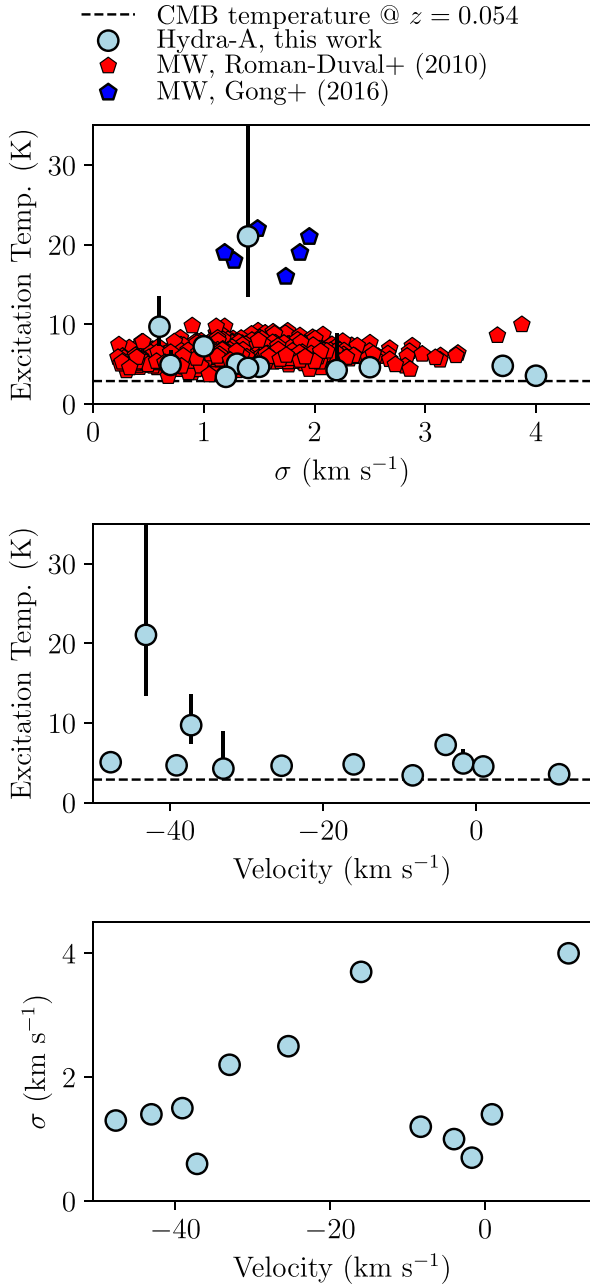 CMB temperature @ z = 0.054
Hydra-A, this work
MW, Roman-Duval+ (2010)
MW, Gong+ (2016)
Excitation Temp. (K)
30
20
10
0
0 1 2 3 4
σ (km s⁻¹)
Excitation Temp. (K)
30
20
10
0
−40 −20 0
Velocity (km s⁻¹)
σ (km s⁻¹)
4
2
0
−40 −20 0
Velocity (km s⁻¹)